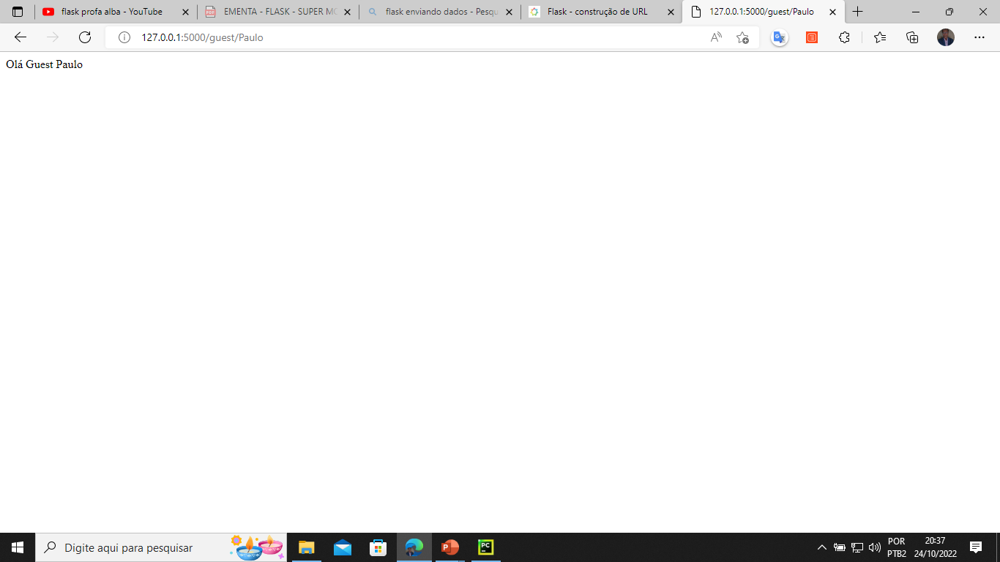 flask profa alba - YouTube
EMENTA - FLASK - SUPER MO
flask enviando dados - Pesqu
Flask - construção de URL
127.0.0.1:5000/guest/Paulo
127.0.0.1:5000/guest/Paulo
Olá Guest Paulo
Digite aqui para pesquisar
POR
PTB2
20:37
24/10/2022